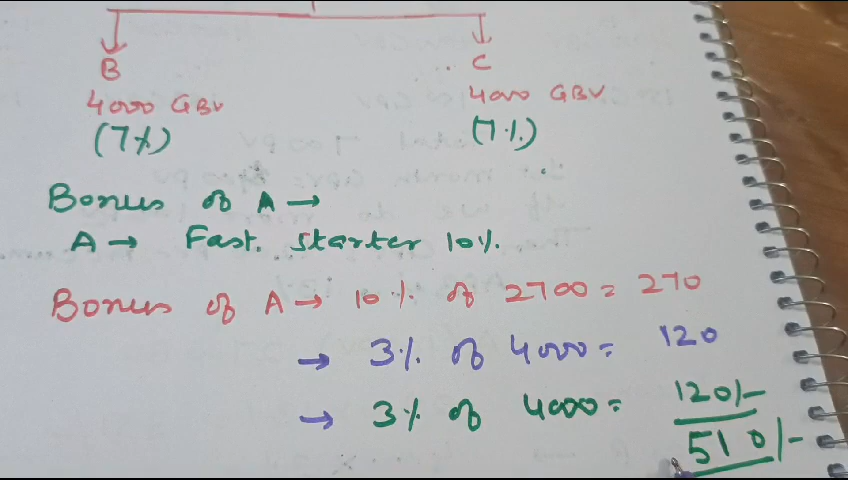 B
C
4000 GBV
4000 GBV
(7%)
(7%)
Bonus of A →
A → Fast. Starter 10%.
Bonus of A → 10% of 2700 = 270
→ 3% of 4000 = 120
→ 3% of 4000 = 120/-
510/-